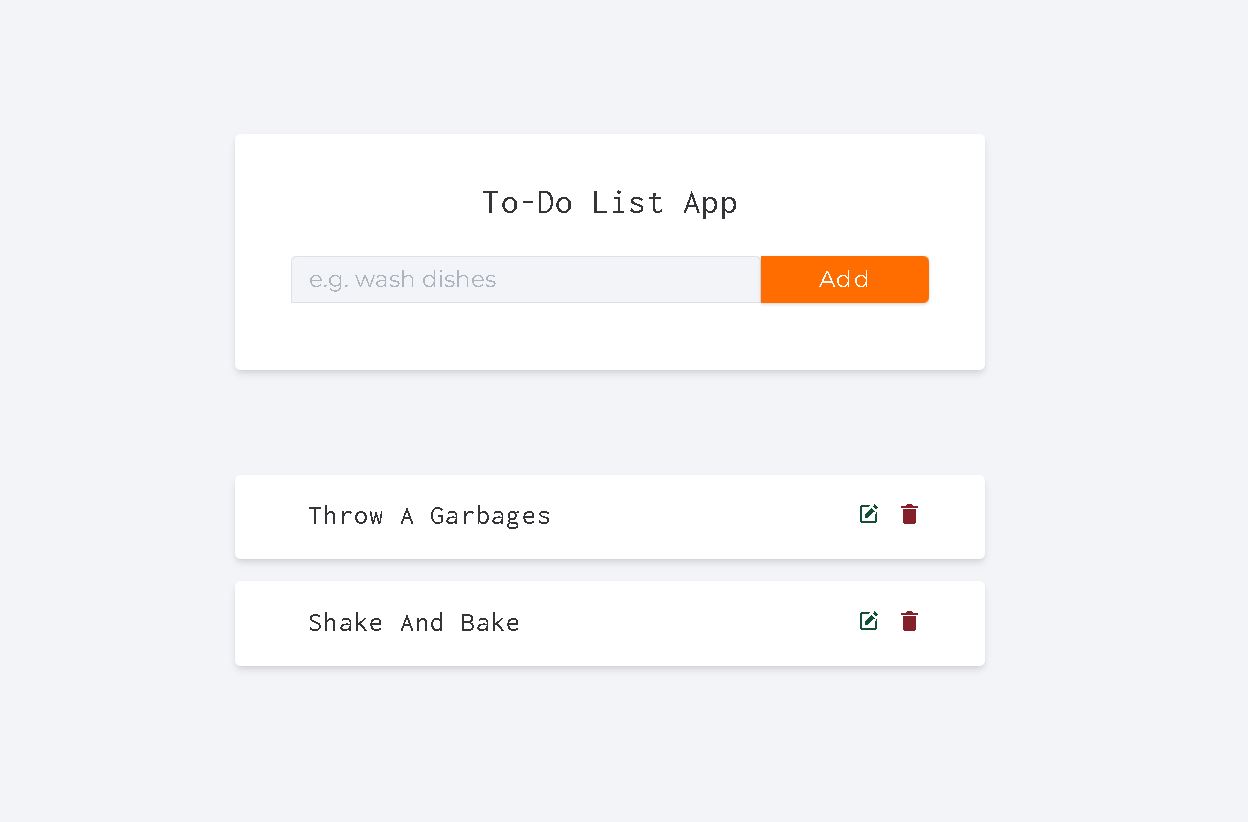 To-Do List App
e.g. wash dishes
Add
Throw A Garbages
Shake And Bake